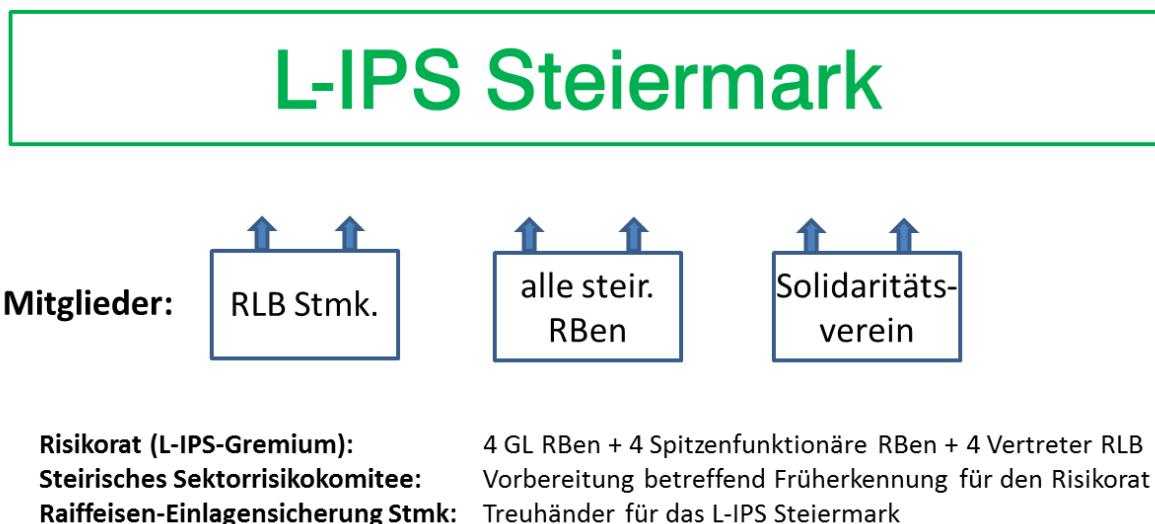 L-IPS Steiermark
Mitglieder:
RLB Stmk.
alle steir.
RBen
Solidaritäts-
verein
Risikorat (L-IPS-Gremium): 4 GL RBen + 4 Spitzenfunktionäre RBen + 4 Vertreter RLB
Steirisches Sektorrisikokomitee: Vorbereitung betreffend Früherkennung für den Risikorat
Raiffeisen-Einlagensicherung Stmk: Treuhänder für das L-IPS Steiermark